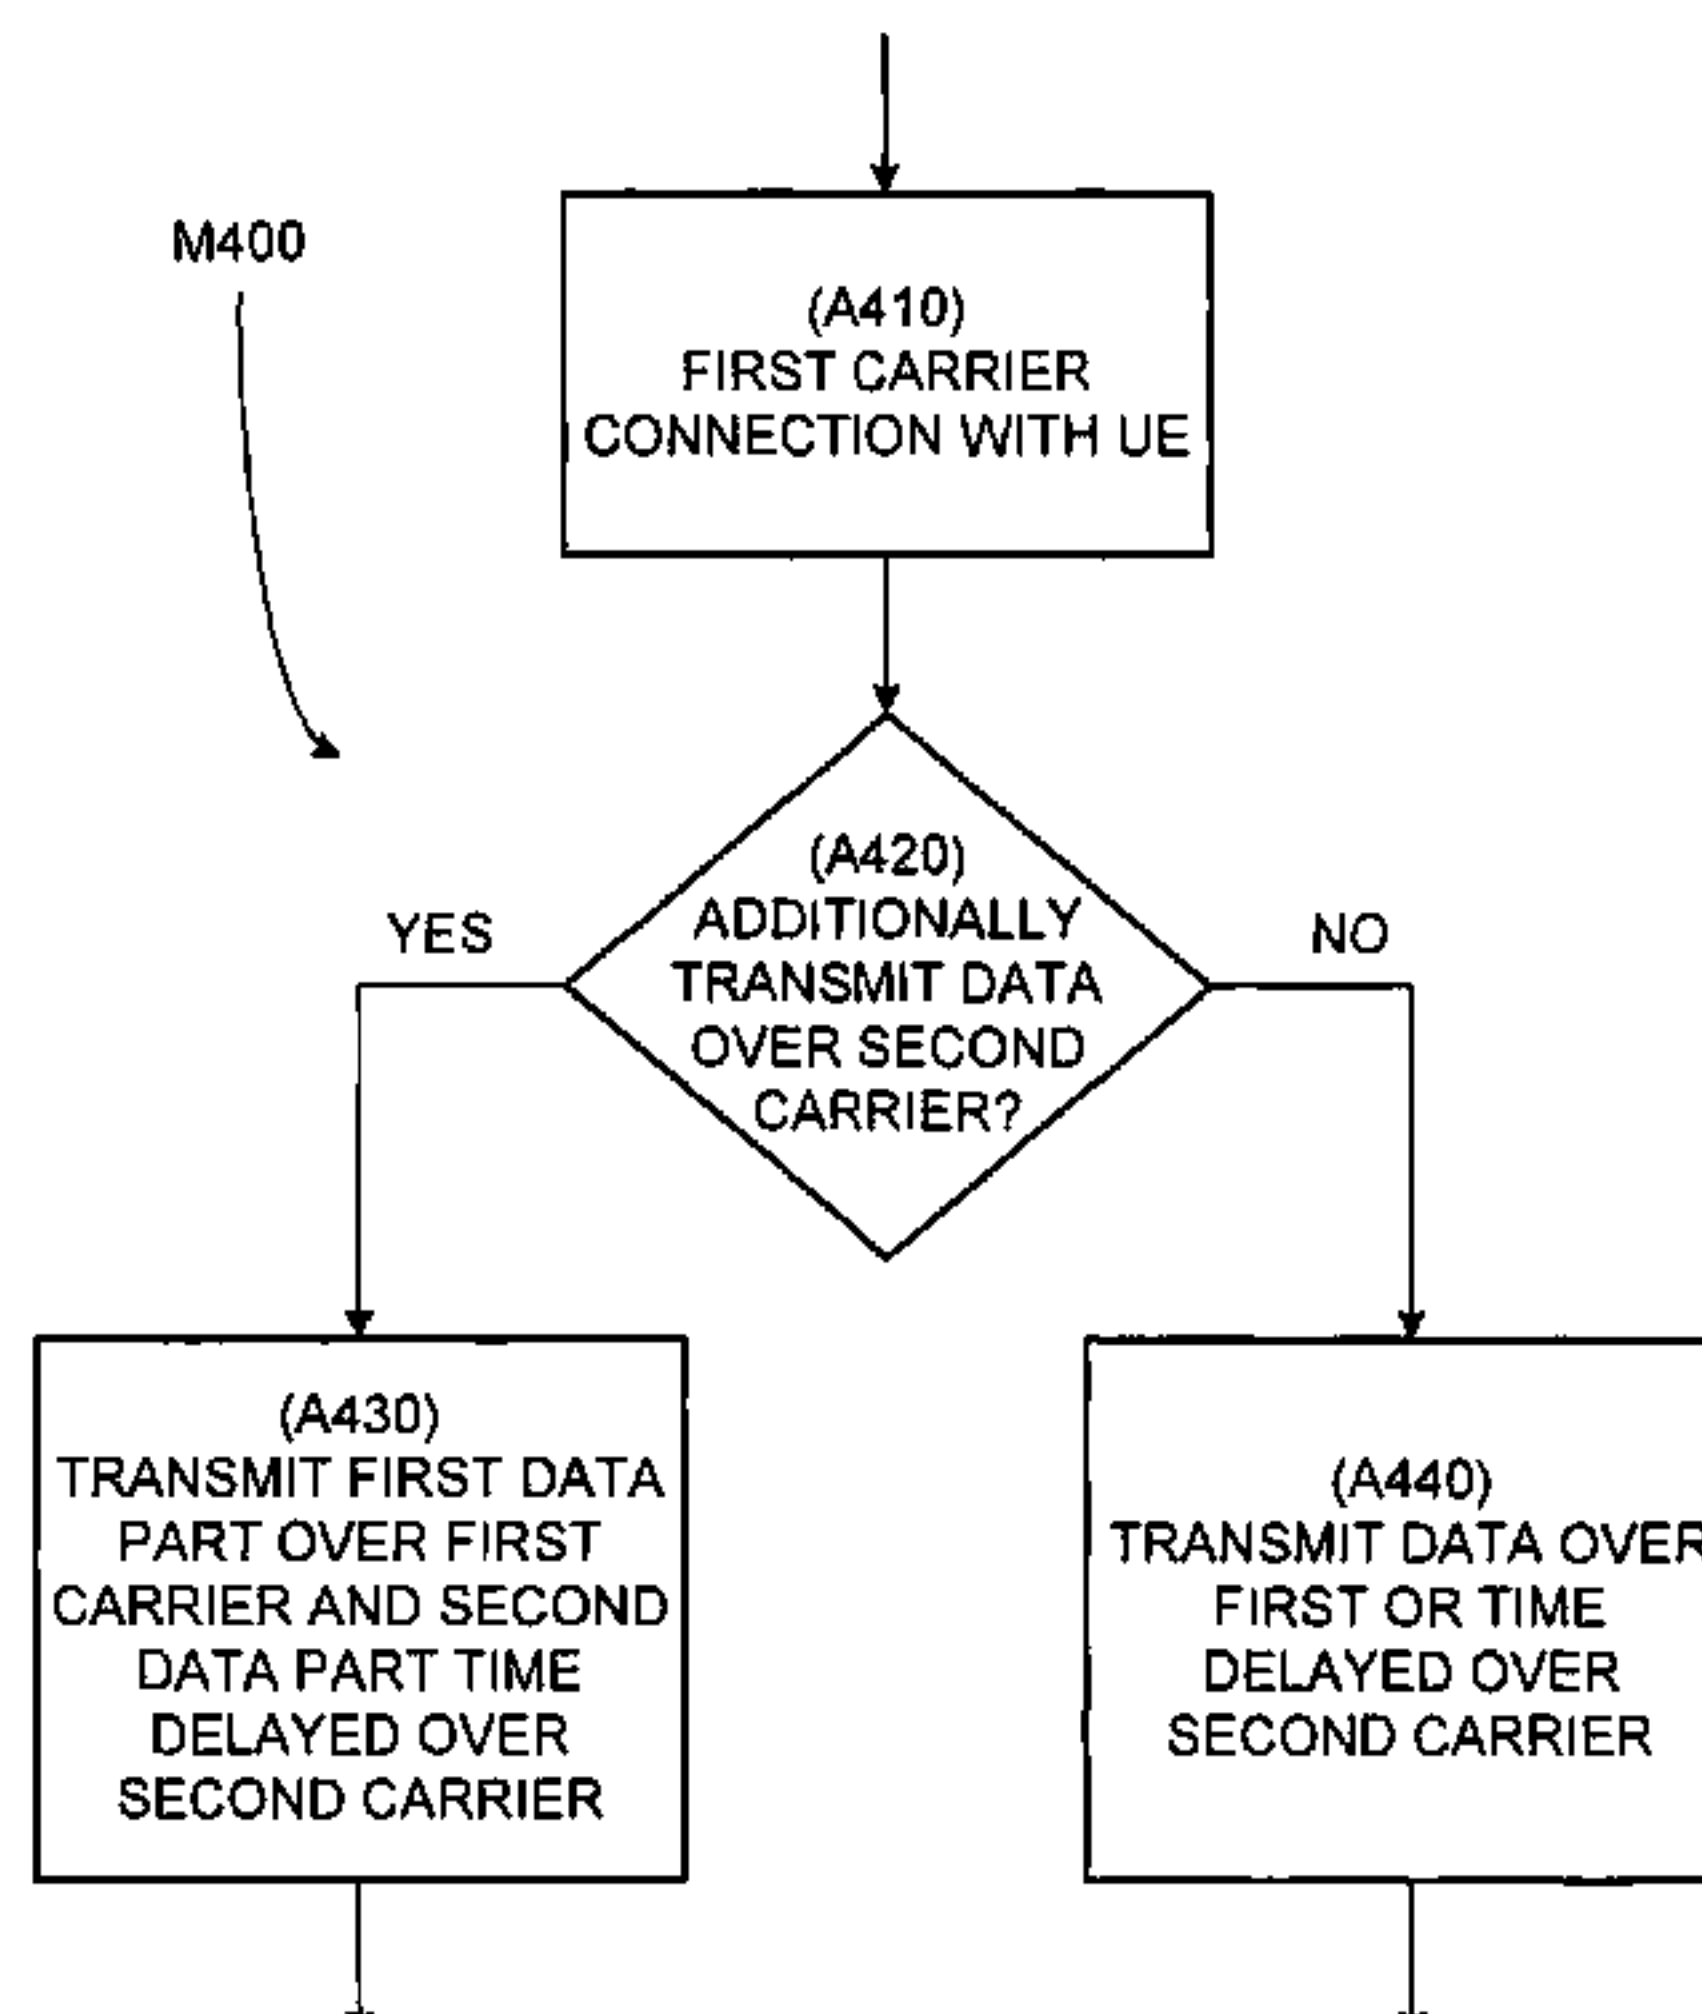 M400
(A410)
FIRST CARRIER
CONNECTION WITH UE
(A420)
ADDITIONALLY
TRANSMIT DATA
OVER SECOND
CARRIER?
YES
NO
(A430)
TRANSMIT FIRST DATA
PART OVER FIRST
CARRIER AND SECOND
DATA PART TIME
DELAYED OVER
SECOND CARRIER
(A440)
TRANSMIT DATA OVER
FIRST OR TIME
DELAYED OVER
SECOND CARRIER